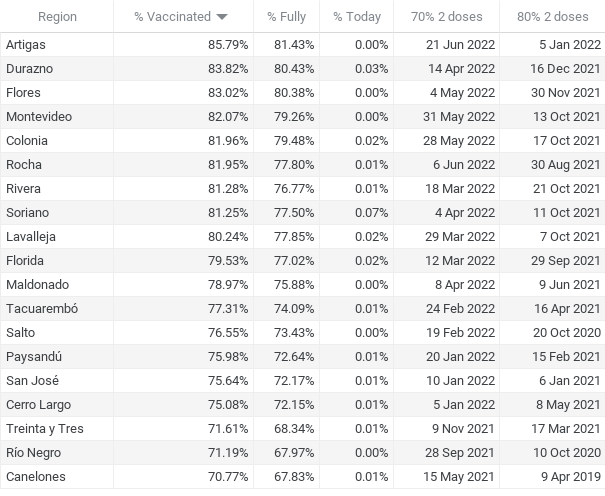 Region % Vaccinated % Fully % Today 70% 2 doses 80% 2 doses
Artigas 85.79% 81.43% 0.00% 21 Jun 2022 5 Jan 2022
Durazno 83.82% 80.43% 0.03% 14 Apr 2022 16 Dec 2021
Flores 83.02% 80.38% 0.00% 4 May 2022 30 Nov 2021
Montevideo 82.07% 79.26% 0.00% 31 May 2022 13 Oct 2021
Colonia 81.96% 79.48% 0.02% 28 May 2022 17 Oct 2021
Rocha 81.95% 77.80% 0.01% 6 Jun 2022 30 Aug 2021
Rivera 81.28% 76.77% 0.01% 18 Mar 2022 21 Oct 2021
Soriano 81.25% 77.50% 0.07% 4 Apr 2022 11 Oct 2021
Lavalleja 80.24% 77.85% 0.02% 29 Mar 2022 7 Oct 2021
Florida 79.53% 77.02% 0.02% 12 Mar 2022 29 Sep 2021
Maldonado 78.97% 75.88% 0.00% 8 Apr 2022 9 Jun 2021
Tacuarembó 77.31% 74.09% 0.01% 24 Feb 2022 16 Apr 2021
Salto 76.55% 73.43% 0.00% 19 Feb 2022 20 Oct 2020
Paysandú 75.98% 72.64% 0.01% 20 Jan 2022 15 Feb 2021
San José 75.64% 72.17% 0.01% 10 Jan 2022 6 Jan 2021
Cerro Largo 75.08% 72.15% 0.01% 5 Jan 2022 8 May 2021
Treinta y Tres 71.61% 68.34% 0.01% 9 Nov 2021 17 Mar 2021
Río Negro 71.19% 67.97% 0.00% 28 Sep 2021 10 Oct 2020
Canelones 70.77% 67.83% 0.01% 15 May 2021 9 Apr 2019